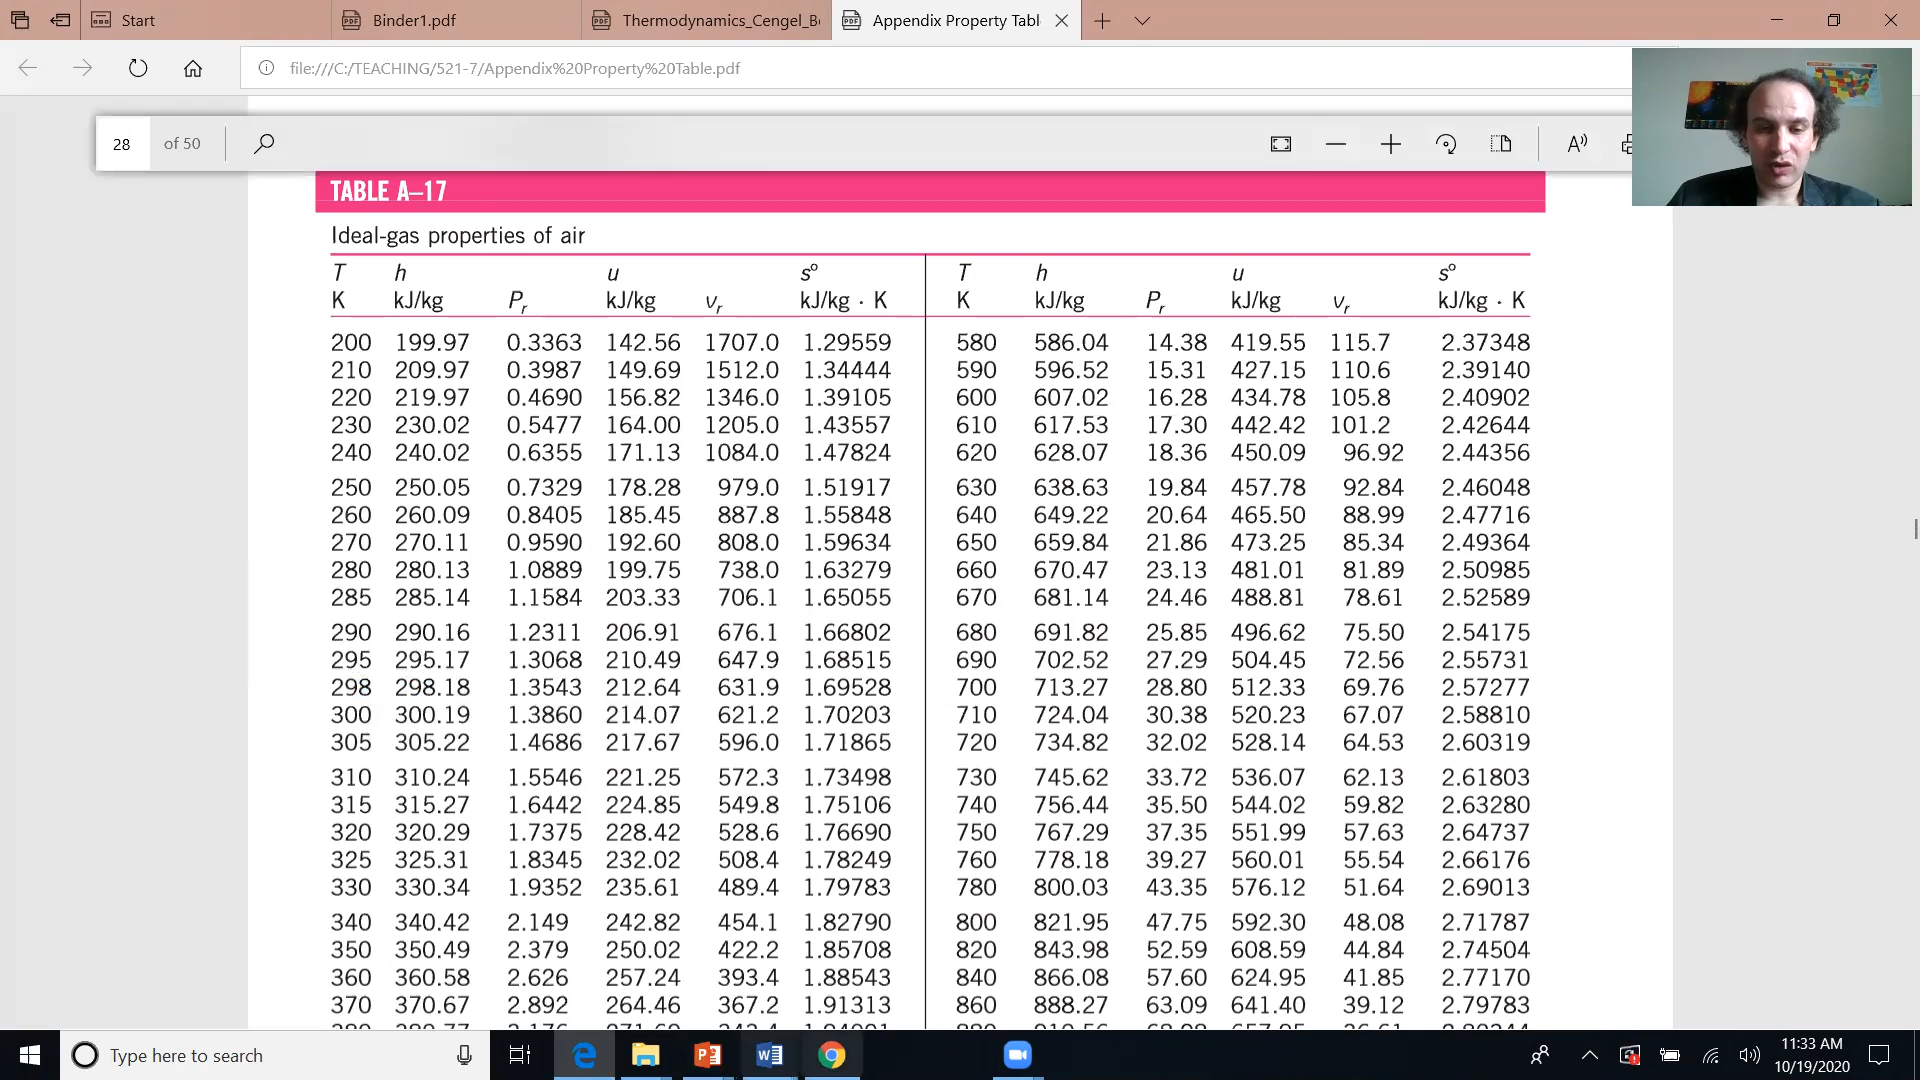 Start
Binder1.pdf
Thermodynamics_Cengel_Bo
Appendix Property Tabl
file:///C:/TEACHING/521-7/Appendix%20Property%20Table.pdf
28 of 50
TABLE A–17
Ideal-gas properties of air
T h u s° T h u s°
K kJ/kg Pr kJ/kg vr kJ/kg · K K kJ/kg Pr kJ/kg vr kJ/kg · K
200 199.97 0.3363 142.56 1707.0 1.29559 580 586.04 14.38 419.55 115.7 2.37348
210 209.97 0.3987 149.69 1512.0 1.34444 590 596.52 15.31 427.15 110.6 2.39140
220 219.97 0.4690 156.82 1346.0 1.39105 600 607.02 16.28 434.78 105.8 2.40902
230 230.02 0.5477 164.00 1205.0 1.43557 610 617.53 17.30 442.42 101.2 2.42644
240 240.02 0.6355 171.13 1084.0 1.47824 620 628.07 18.36 450.09 96.92 2.44356
250 250.05 0.7329 178.28 979.0 1.51917 630 638.63 19.84 457.78 92.84 2.46048
260 260.09 0.8405 185.45 887.8 1.55848 640 649.22 20.64 465.50 88.99 2.47716
270 270.11 0.9590 192.60 808.0 1.59634 650 659.84 21.86 473.25 85.34 2.49364
280 280.13 1.0889 199.75 738.0 1.63279 660 670.47 23.13 481.01 81.89 2.50985
285 285.14 1.1584 203.33 706.1 1.65055 670 681.14 24.46 488.81 78.61 2.52589
290 290.16 1.2311 206.91 676.1 1.66802 680 691.82 25.85 496.62 75.50 2.54175
295 295.17 1.3068 210.49 647.9 1.68515 690 702.52 27.29 504.45 72.56 2.55731
298 298.18 1.3543 212.64 631.9 1.69528 700 713.27 28.80 512.33 69.76 2.57277
300 300.19 1.3860 214.07 621.2 1.70203 710 724.04 30.38 520.23 67.07 2.58810
305 305.22 1.4686 217.67 596.0 1.71865 720 734.82 32.02 528.14 64.53 2.60319
310 310.24 1.5546 221.25 572.3 1.73498 730 745.62 33.72 536.07 62.13 2.61803
315 315.27 1.6442 224.85 549.8 1.75106 740 756.44 35.50 544.02 59.82 2.63280
320 320.29 1.7375 228.42 528.6 1.76690 750 767.29 37.35 551.99 57.63 2.64737
325 325.31 1.8345 232.02 508.4 1.78249 760 778.18 39.27 560.01 55.54 2.66176
330 330.34 1.9352 235.61 489.4 1.79783 780 800.03 43.35 576.12 51.64 2.69013
340 340.42 2.149 242.82 454.1 1.82790 800 821.95 47.75 592.30 48.08 2.71787
350 350.49 2.379 250.02 422.2 1.85708 820 843.98 52.59 608.59 44.84 2.74504
360 360.58 2.626 257.24 393.4 1.88543 840 866.08 57.60 624.95 41.85 2.77170
370 370.67 2.892 264.46 367.2 1.91313 860 888.27 63.09 641.40 39.12 2.79783
Type here to search
11:33 AM
10/19/2020